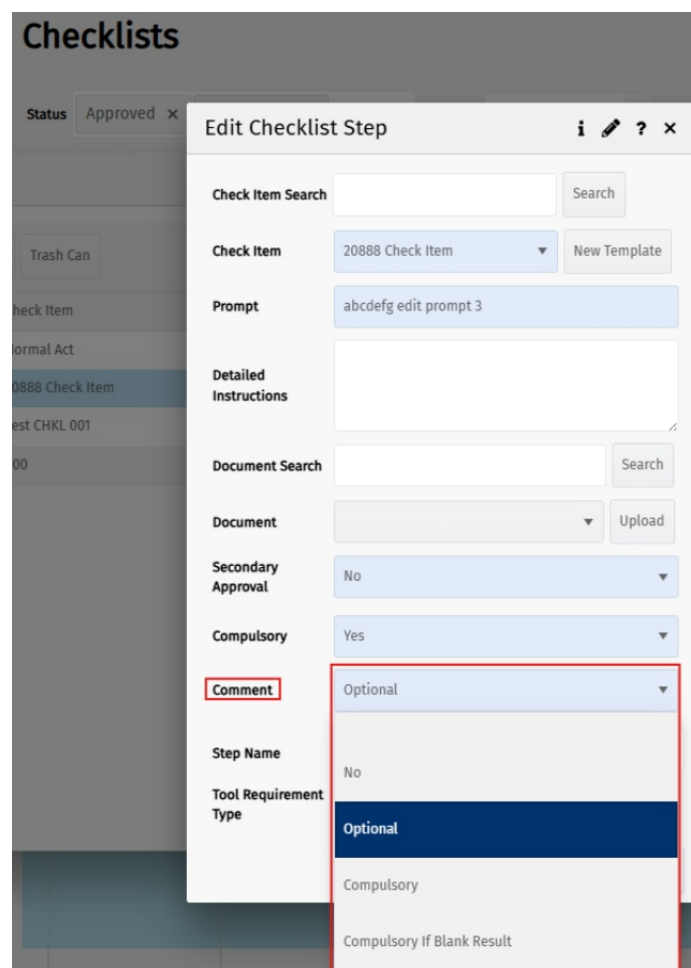 Checklists
Status Approved ×
Edit Checklist Step i ? ×
Check Item Search Search
Trash Can
Check Item 20888 Check Item ▼ New Template
heck Item
Prompt abcdefg edit prompt 3
ormal Act
0888 Check Item
Detailed
Instructions
est CHKL 001
00
Document Search Search
Document ▼ Upload
Secondary
Approval No ▼
Compulsory Yes ▼
Comment Optional ▼
Step Name
No
Tool Requirement
Type
Optional
Compulsory
Compulsory If Blank Result